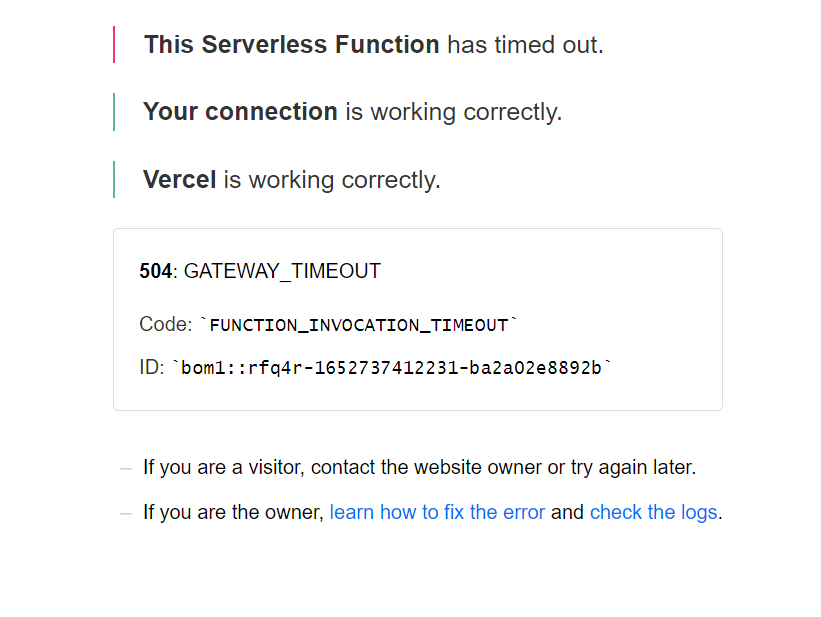 This Serverless Function has timed out.
Your connection is working correctly.
Vercel is working correctly.
504: GATEWAY_TIMEOUT
Code: `FUNCTION_INVOCATION_TIMEOUT`
ID: `bom1::rfq4r-1652737412231-ba2a02e8892b`
– If you are a visitor, contact the website owner or try again later.
– If you are the owner, learn how to fix the error and check the logs.